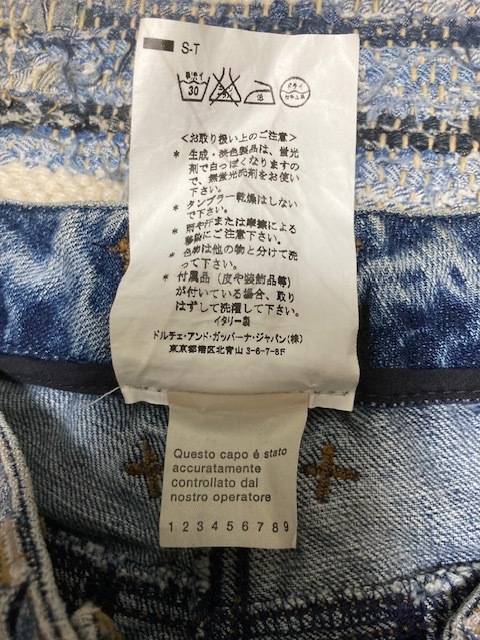 S-T
30
ドライ
セキユ系
<お取り扱い上のご注意>
* 生成・淡色製品は、蛍光
剤で白っぽくなりますの
で、無蛍光洗剤をお使い
下さい。
* タンブラー乾燥はしない
で下さい。
* 雨や汗または摩擦による
移染にご注意下さい。
* 色物は他の物と分けて洗
って下さい。
* 付属品(皮や装飾品等)
が付いている場合、取り
はずして洗濯して下さい。
イタリー製
ドルチェ・アンド・ガッバーナ・ジャパン(株)
東京都港区北青山3-6-7-8F
Questo capo é stato
accuratamente
controllato dal
nostro operatore
1 2 3 4 5 6 7 8 9